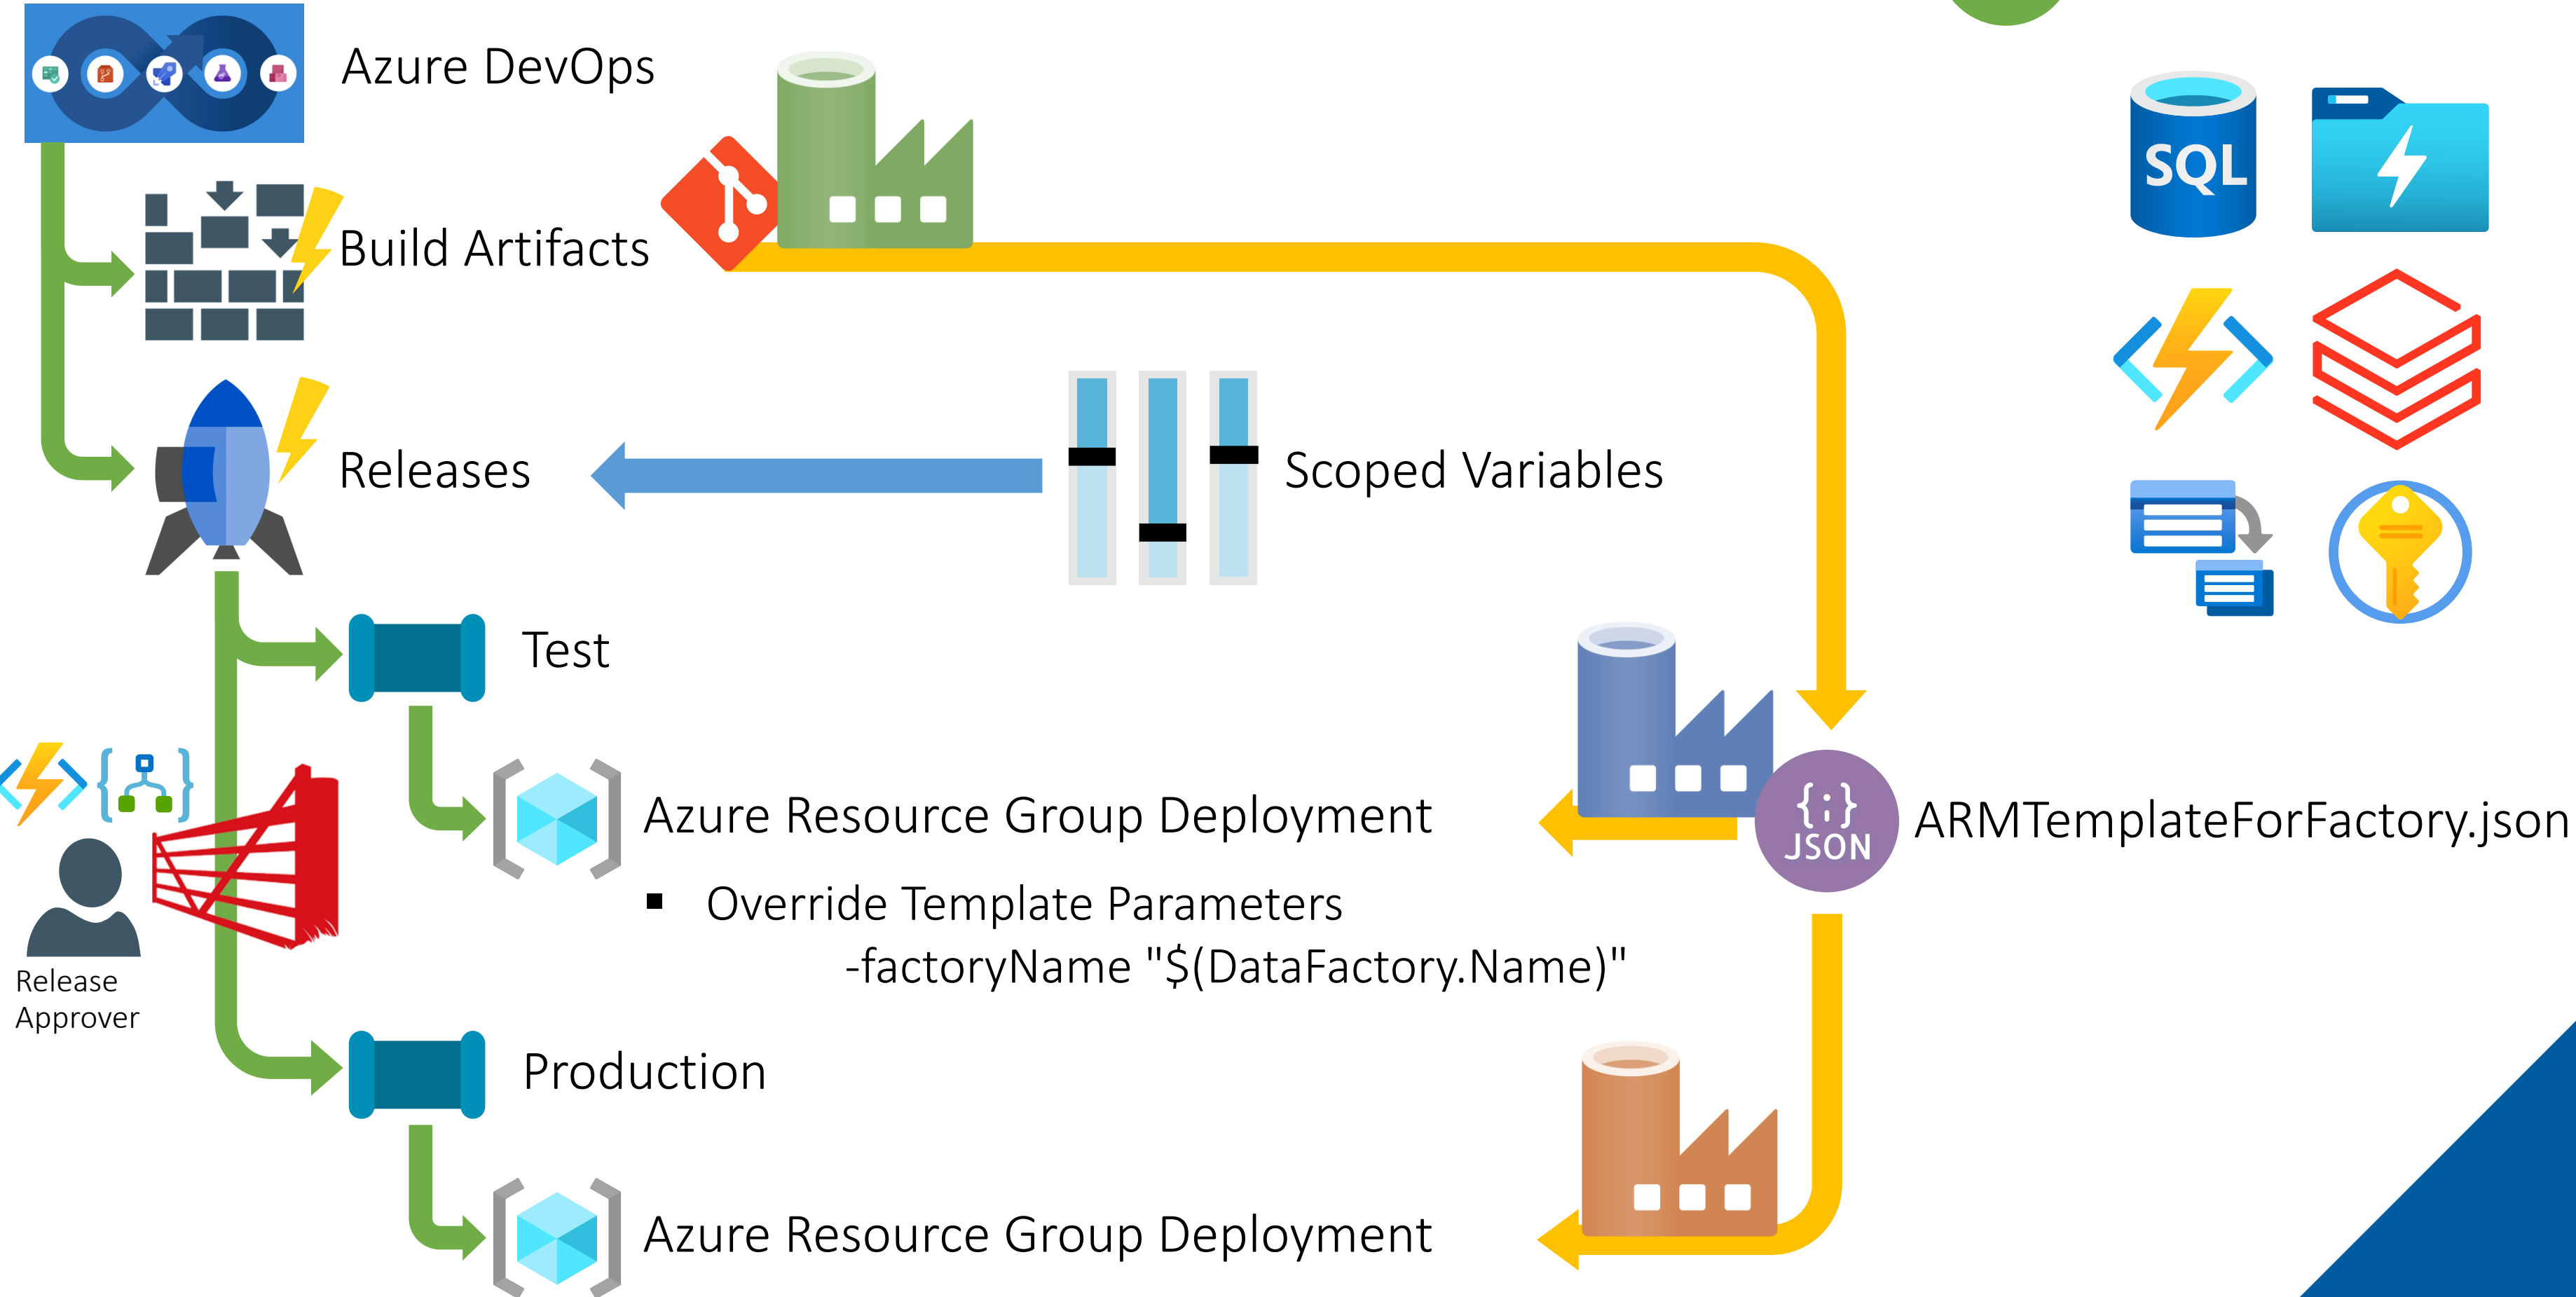 Azure DevOps
SQL
Build Artifacts
Releases
Scoped Variables
Test
Azure Resource Group Deployment
{;}
JSON
ARMTemplateForFactory.json
▪ Override Template Parameters
-factoryName "$(DataFactory.Name)"
Release
Approver
Production
Azure Resource Group Deployment